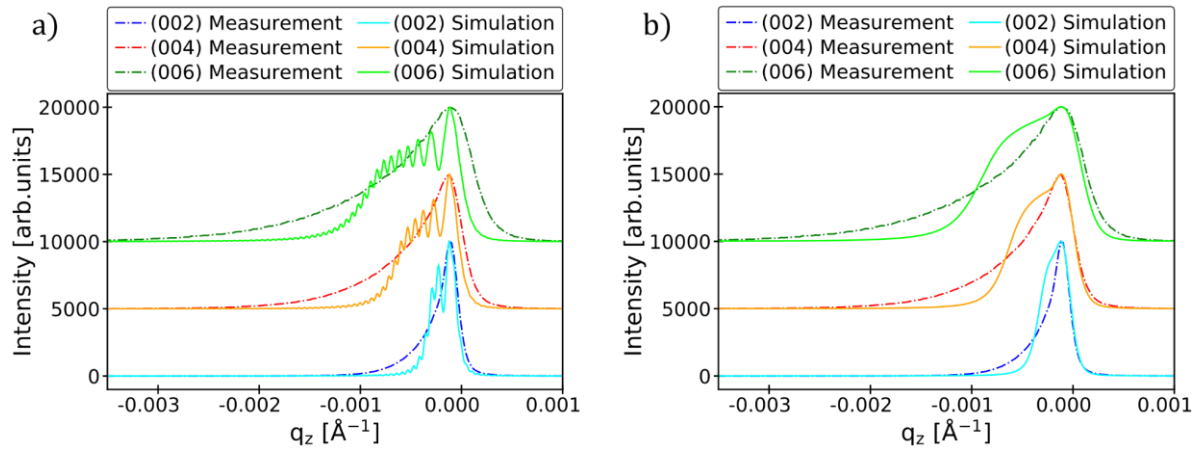 a)
(002) Measurement (002) Simulation
(004) Measurement (004) Simulation
(006) Measurement (006) Simulation
Intensity [arb.units]
20000
15000
10000
5000
0
-0.003 -0.002 -0.001 0.000 0.001
q_z [Å⁻¹]
b)
(002) Measurement (002) Simulation
(004) Measurement (004) Simulation
(006) Measurement (006) Simulation
Intensity [arb.units]
20000
15000
10000
5000
0
-0.003 -0.002 -0.001 0.000 0.001
q_z [Å⁻¹]